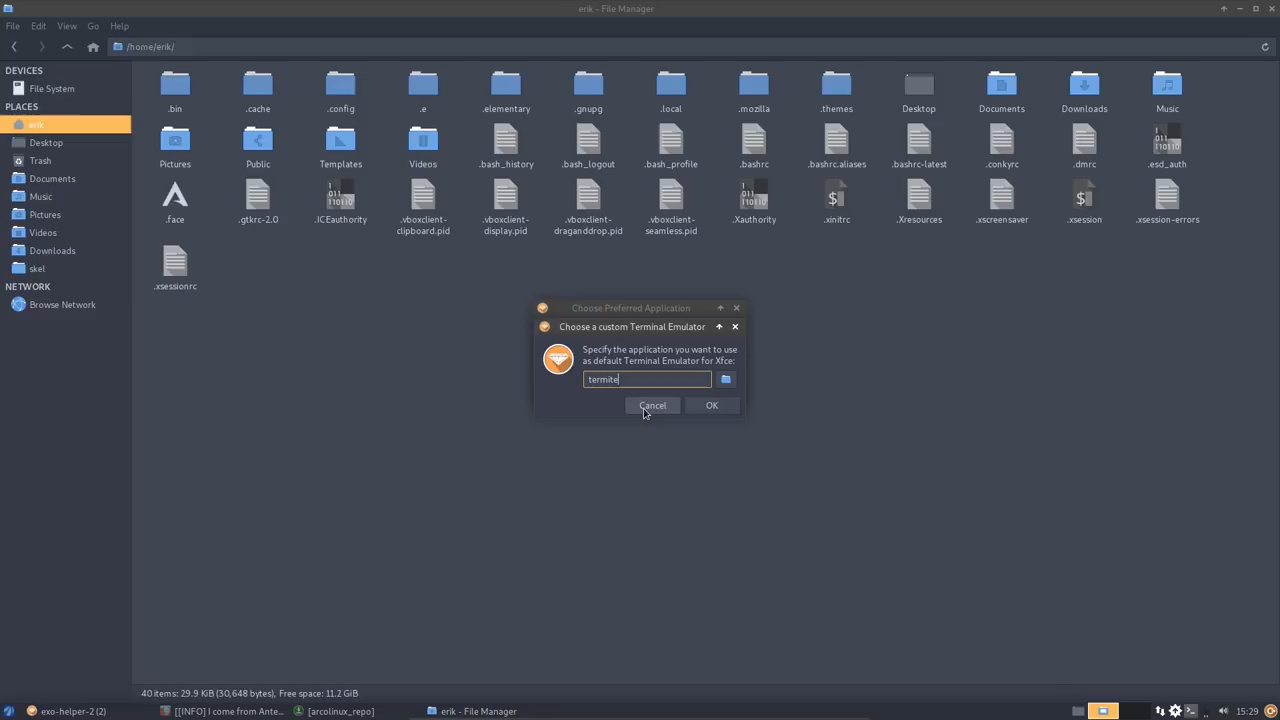 erik - File Manager
File Edit View Go Help
/home/erik/
DEVICES
File System
PLACES
erik
Desktop
Trash
Documents
Music
Pictures
Videos
Downloads
skel
NETWORK
Browse Network
.bin .cache .config .e .elementary .gnupg .local .mozilla .themes Desktop Documents Downloads Music
Pictures Public Templates Videos .bash_history .bash_logout .bash_profile .bashrc .bashrc.aliases .bashrc-latest .conkyrc .dmrc .esd_auth
.face .gtkrc-2.0 .ICEauthority .vboxclient-clipboard.pid .vboxclient-display.pid .vboxclient-draganddrop.pid .vboxclient-seamless.pid .Xauthority .xinitrc .Xresources .xscreensaver .xsession .xsession-errors
.xsessionrc
Choose Preferred Application
Choose a custom Terminal Emulator
Specify the application you want to use
as default Terminal Emulator for Xfce:
termite
Cancel OK
40 items: 29.9 KiB (30,648 bytes), Free space: 11.2 GiB
exo-helper-2 (2) [[INFO] I come from Ante... [arcolinux_repo] erik - File Manager 15:29